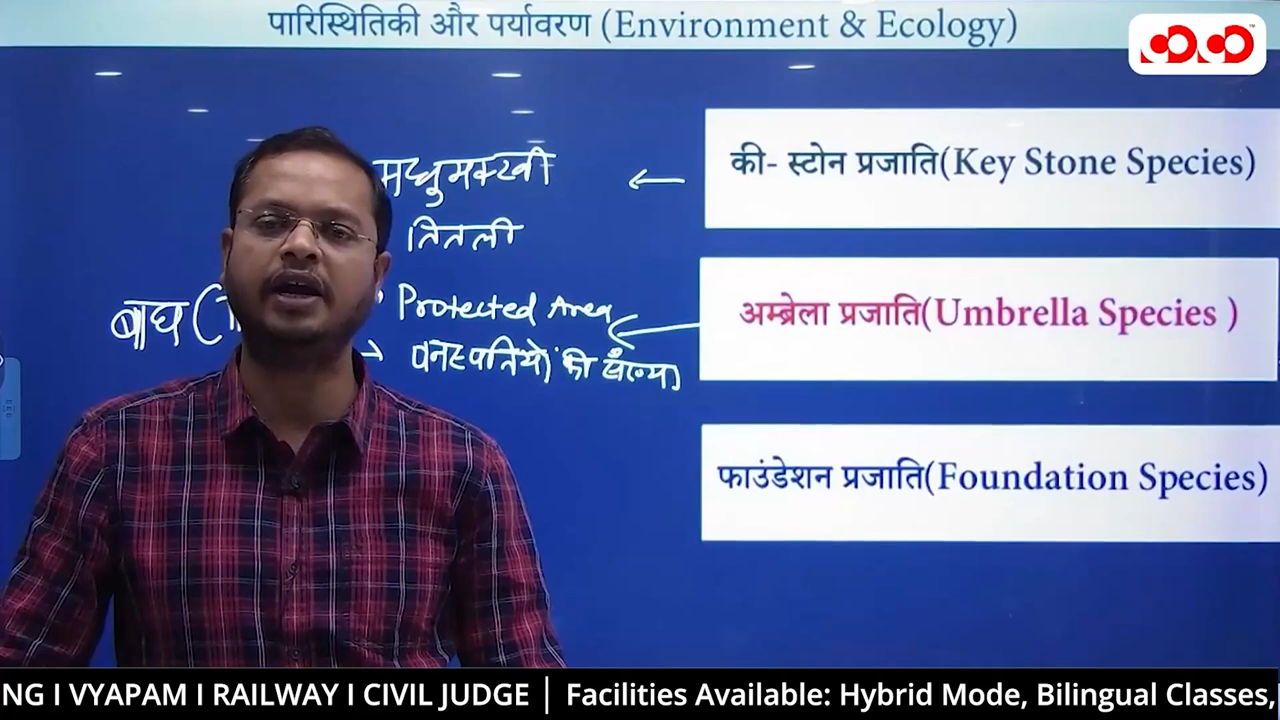 पारिस्थितिकी और पर्यावरण (Environment & Ecology)
की- स्टोन प्रजाति(Key Stone Species)
मधुमक्खी
तितली
अम्ब्रेला प्रजाति(Umbrella Species )
बाघ (
Protected Area
वनस्पतियों की
फाउंडेशन प्रजाति(Foundation Species)
NG I VYAPAM I RAILWAY I CIVIL JUDGE | Facilities Available: Hybrid Mode, Bilingual Classes,